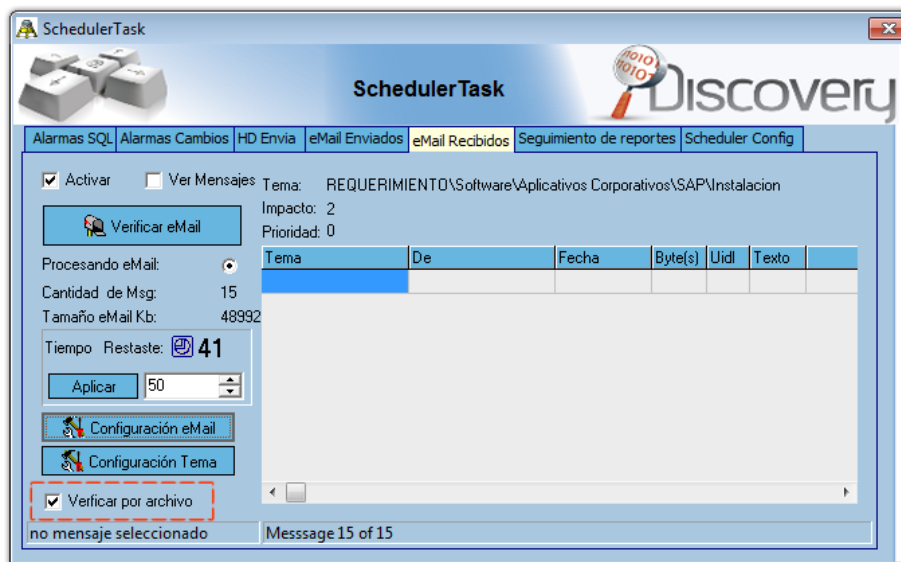 SchedulerTask
SchedulerTask
Discovery
Alarmas SQL Alarmas Cambios HD Envia eMail Enviados eMail Recibidos Seguimiento de reportes Scheduler Config
Activar Ver Mensajes
Tema: REQUERIMIENTO\Software\Aplicativos Corporativos\SAP\Instalacion
Impacto: 2
Verificar eMail
Prioridad: 0
Tema De Fecha Byte(s) Uidl Texto
Procesando eMail:
Cantidad de Msg: 15
Tamaño eMail Kb: 48992
Tiempo Restaste: 41
Aplicar 50
Configuración eMail
Configuración Tema
Verficar por archivo
no mensaje seleccionado Messsage 15 of 15